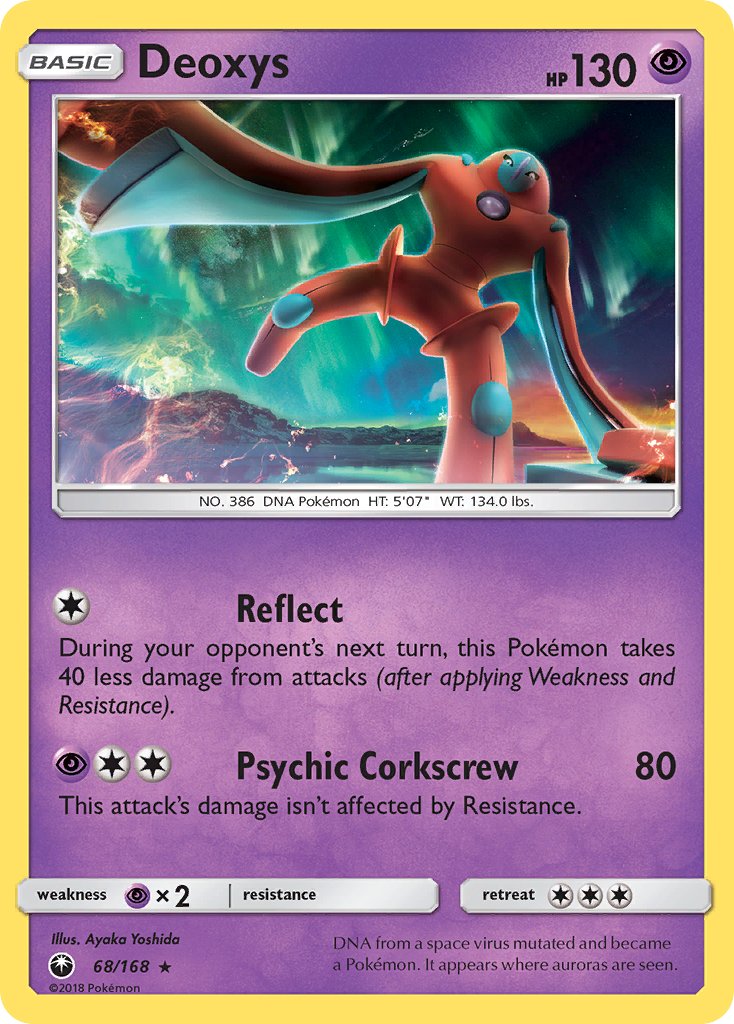 BASIC Deoxys HP 130
NO. 386 DNA Pokémon HT: 5'07" WT: 134.0 lbs.
Reflect
During your opponent's next turn, this Pokémon takes
40 less damage from attacks (after applying Weakness and
Resistance).
Psychic Corkscrew 80
This attack's damage isn't affected by Resistance.
weakness ×2 resistance retreat
Illus. Ayaka Yoshida
68/168 ★
©2018 Pokémon
DNA from a space virus mutated and became
a Pokémon. It appears where auroras are seen.